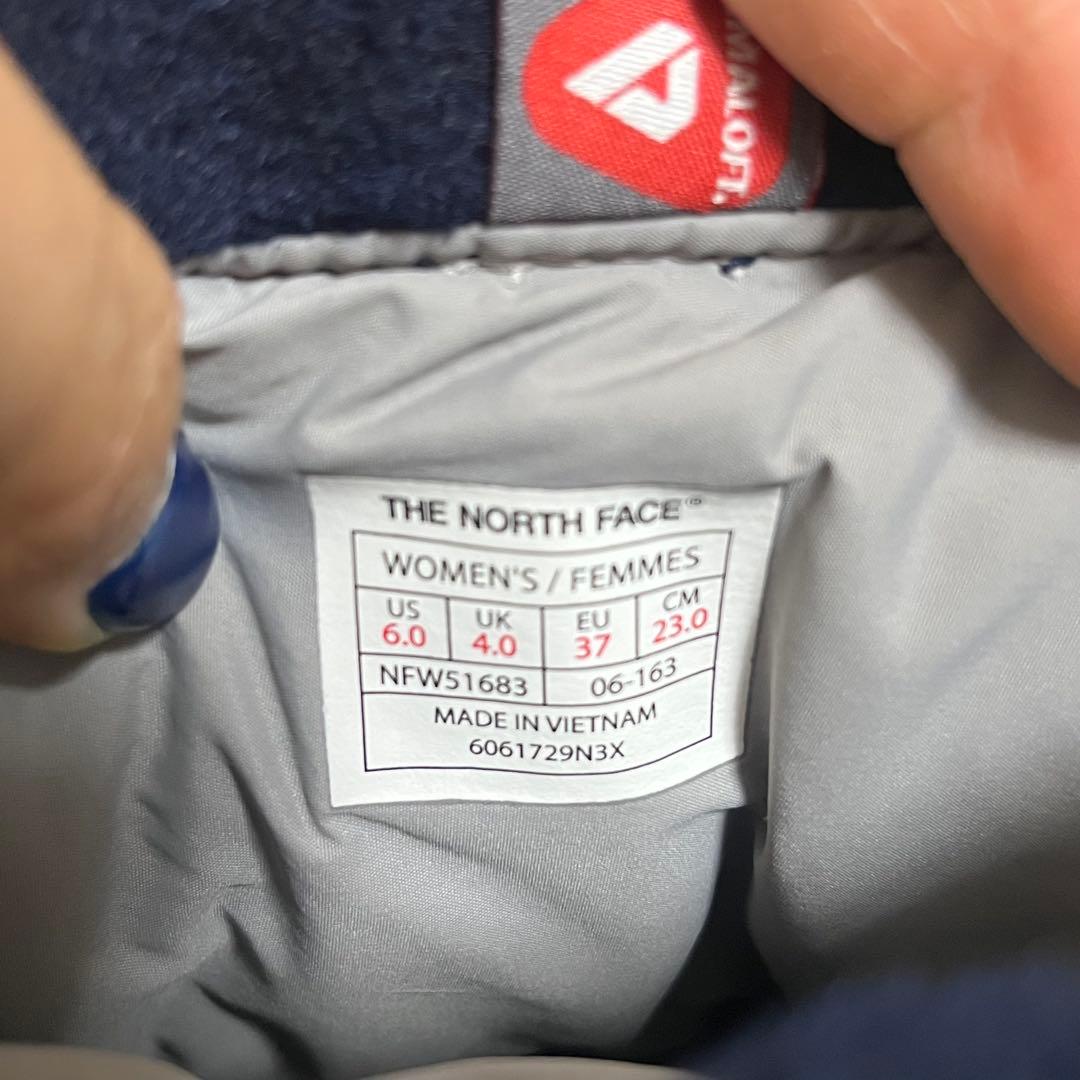 MALOFT.
THE NORTH FACE®
WOMEN'S / FEMMES
US UK EU CM
6.0 4.0 37 23.0
NFW51683 06-163
MADE IN VIETNAM
6061729N3X